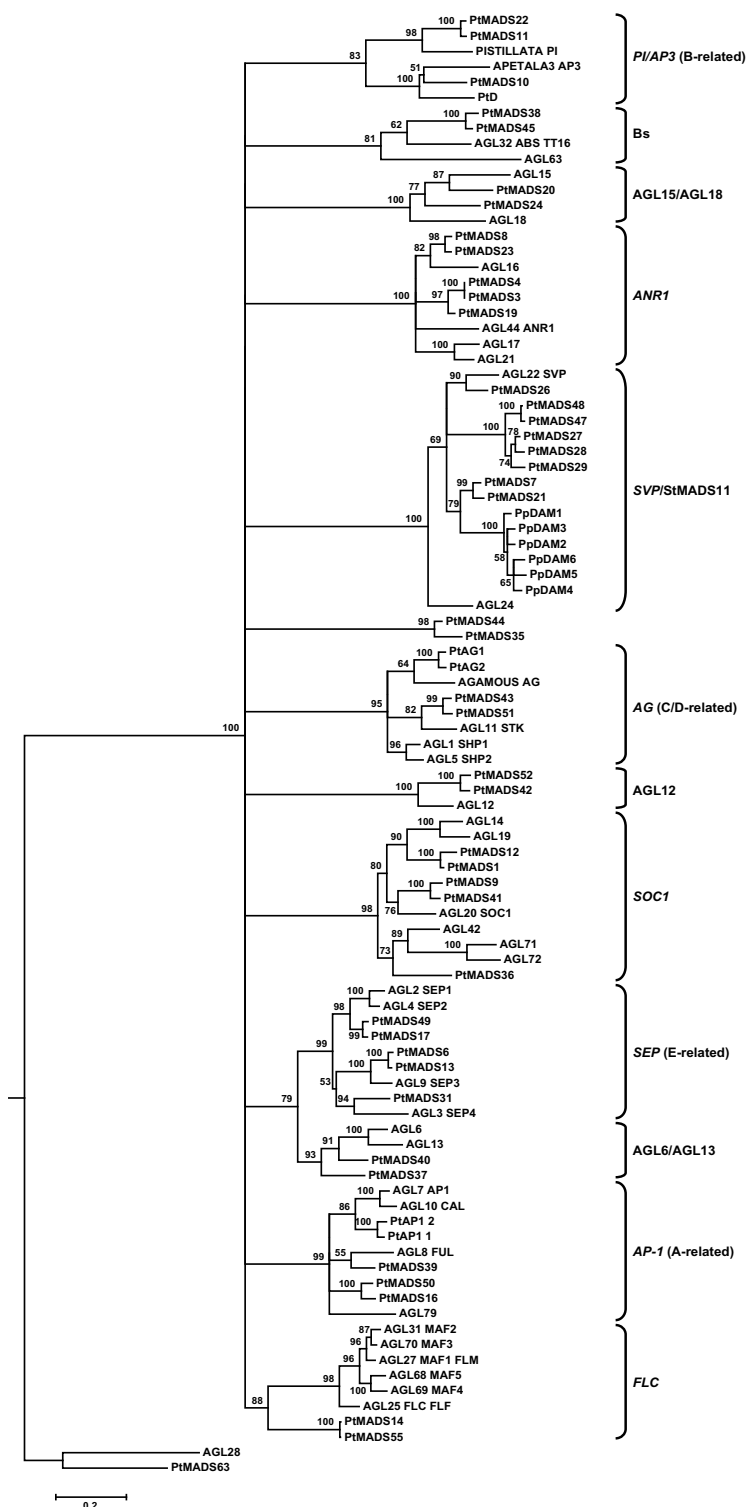 PtMADS22
100
98
PtMADS11
PISTILLATA PI
83
PI/AP3 (B-related)
51
APETALA3 AP3
100
PtMADS10
PtD
PtMADS38
100
62
PtMADS45
Bs
81
AGL32 ABS TT16
AGL63
AGL15
87
77
PtMADS20
AGL15/AGL18
100
PtMADS24
AGL18
98
PtMADS8
82
PtMADS23
AGL16
100
PtMADS4
ANR1
100
97
PtMADS3
PtMADS19
AGL44 ANR1
100
AGL17
AGL21
90
AGL22 SVP
PtMADS26
100
PtMADS48
PtMADS47
69
100
78
PtMADS27
PtMADS28
74
PtMADS29
99
PtMADS7
SVP/StMADS11
79
PtMADS21
PpDAM1
100
PpDAM3
100
PpDAM2
58
PpDAM6
PpDAM5
65
PpDAM4
AGL24
98
PtMADS44
PtMADS35
100
PtAG1
64
PtAG2
AGAMOUS AG
95
99
PtMADS43
AG (C/D-related)
82
PtMADS51
AGL11 STK
100
96
AGL1 SHP1
AGL5 SHP2
100
PtMADS52
100
PtMADS42
AGL12
AGL12
100
AGL14
90
AGL19
80
100
PtMADS12
PtMADS1
98
100
PtMADS9
SOC1
PtMADS41
76
AGL20 SOC1
89
AGL42
73
100
AGL71
AGL72
PtMADS36
100
AGL2 SEP1
98
AGL4 SEP2
PtMADS49
99
99
PtMADS17
100
PtMADS6
SEP (E-related)
100
PtMADS13
53
AGL9 SEP3
79
94
PtMADS31
AGL3 SEP4
100
AGL6
91
AGL13
AGL6/AGL13
93
PtMADS40
PtMADS37
100
AGL7 AP1
86
AGL10 CAL
PtAP1 2
100
PtAP1 1
99
55
AGL8 FUL
AP-1 (A-related)
PtMADS39
100
PtMADS50
PtMADS16
AGL79
87
AGL31 MAF2
96
AGL70 MAF3
96
AGL27 MAF1 FLM
98
AGL68 MAF5
100
AGL69 MAF4
FLC
88
AGL25 FLC FLF
100
PtMADS14
PtMADS55
AGL28
PtMADS63
0.2